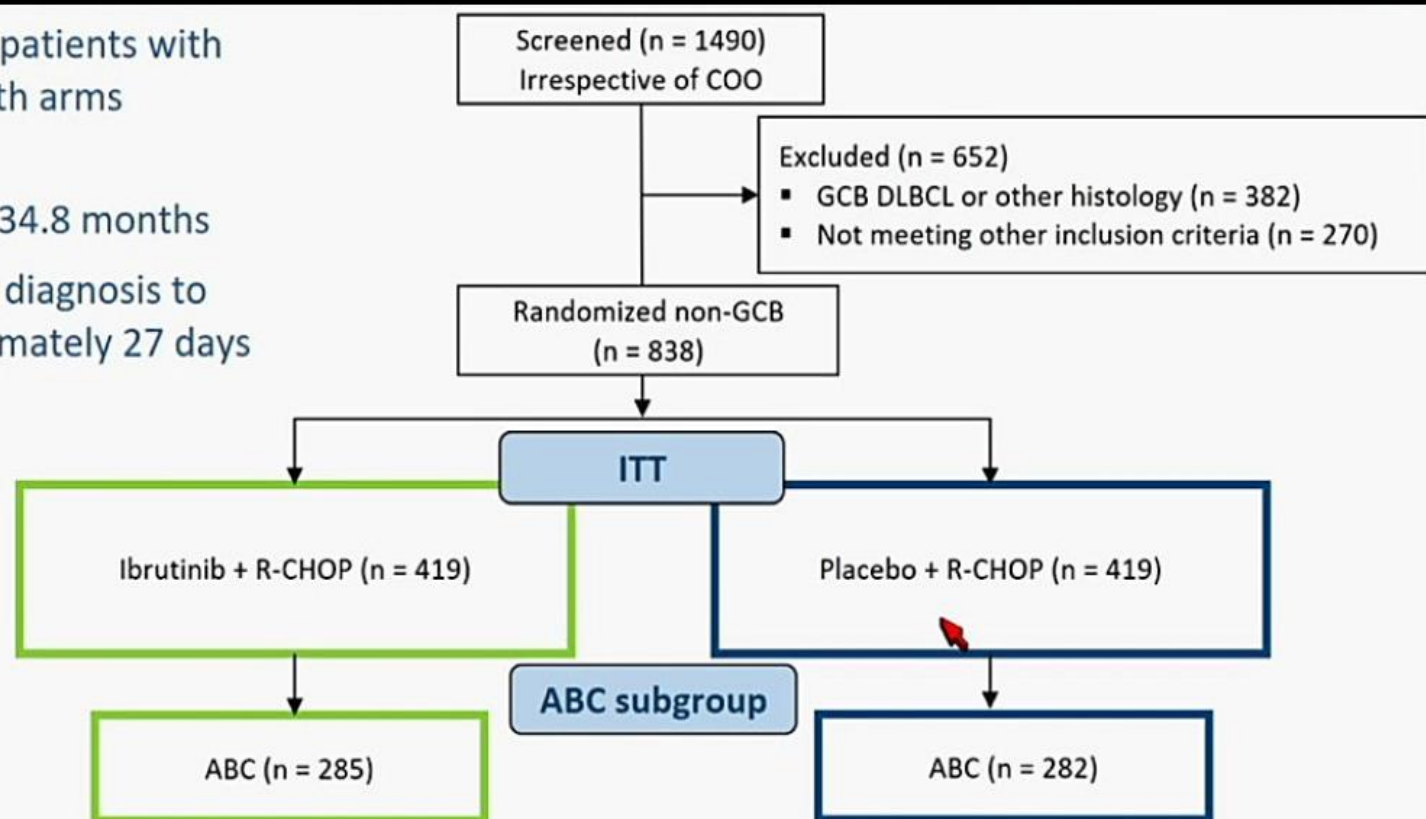 patients with
th arms
34.8 months
diagnosis to
mately 27 days
Screened (n = 1490)
Irrespective of COO
Excluded (n = 652)
▪ GCB DLBCL or other histology (n = 382)
▪ Not meeting other inclusion criteria (n = 270)
Randomized non-GCB
(n = 838)
ITT
Ibrutinib + R-CHOP (n = 419)
Placebo + R-CHOP (n = 419)
ABC subgroup
ABC (n = 285)
ABC (n = 282)